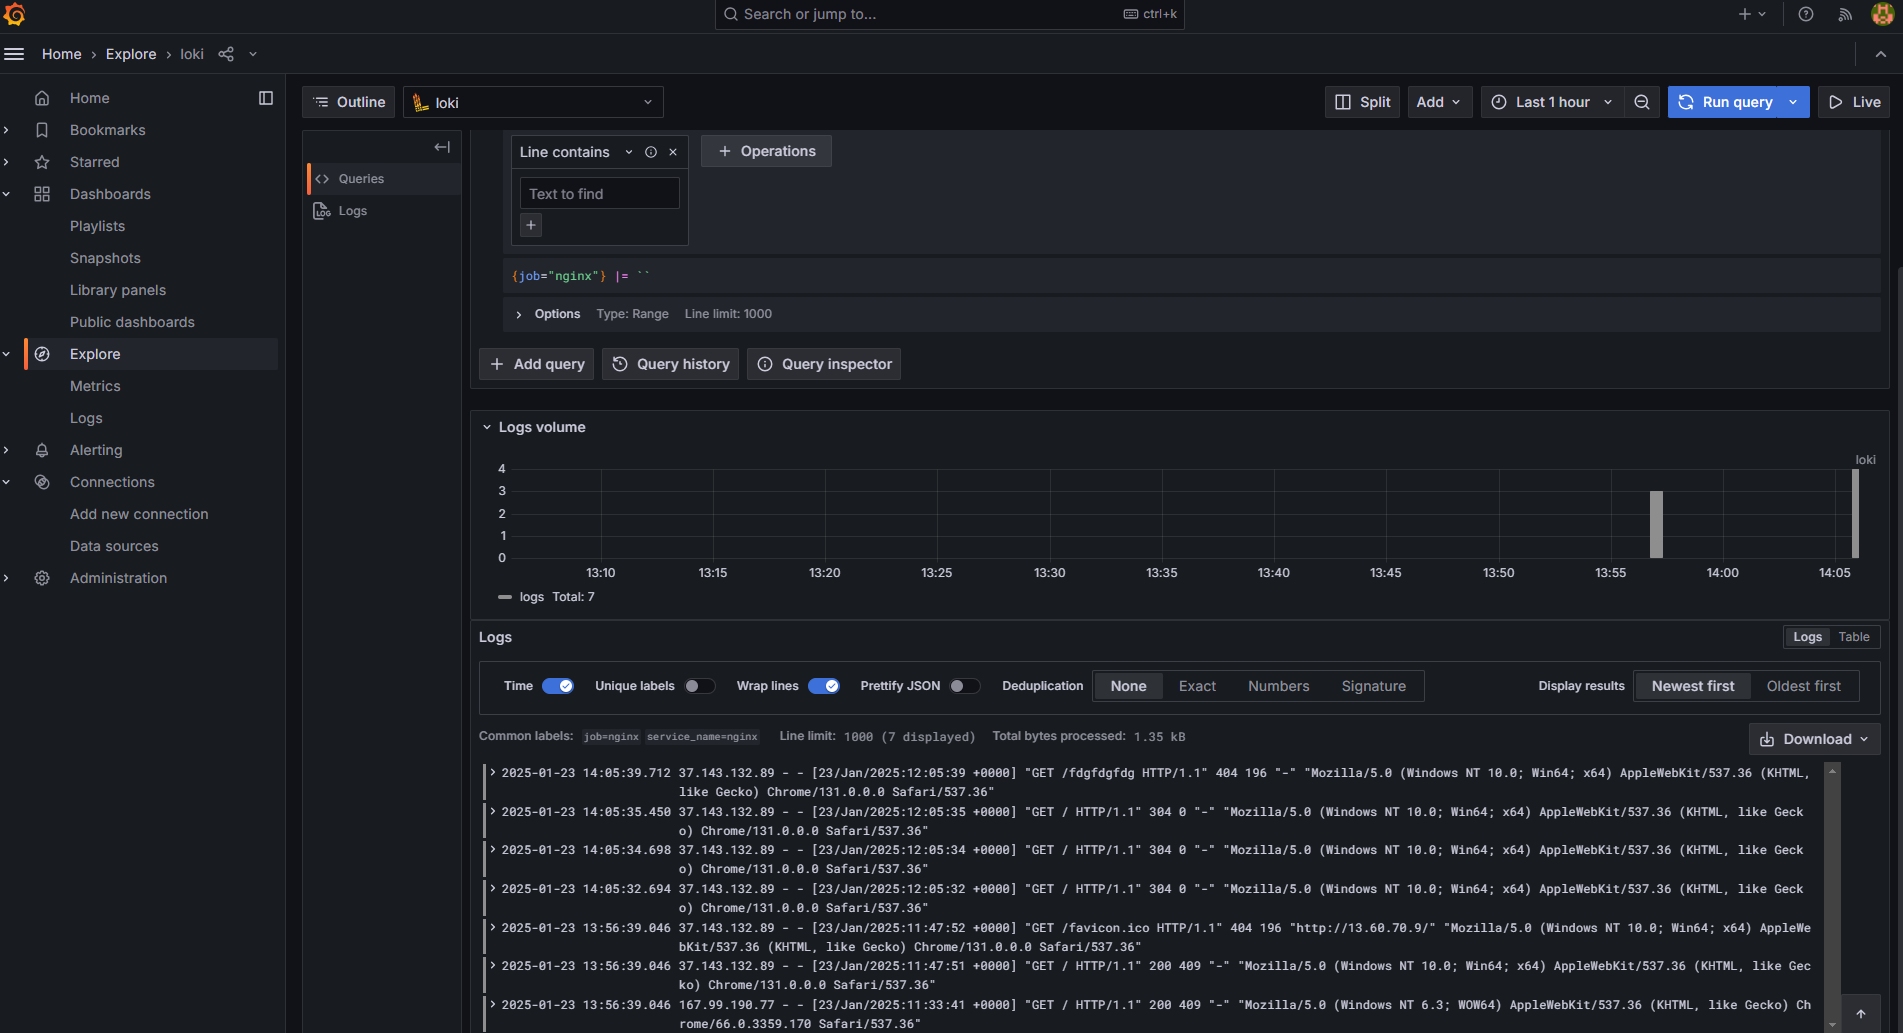 Search or jump to...
ctrl+k
Home
Explore
loki
Home
Bookmarks
Starred
Dashboards
Playlists
Snapshots
Library panels
Public dashboards
Explore
Metrics
Logs
Alerting
Connections
Add new connection
Data sources
Administration
Outline
loki
Split
Add
Last 1 hour
Run query
Live
Queries
LOG Logs
Line contains
Operations
Text to find
{job="nginx"} |= ``
Options Type: Range Line limit: 1000
Add query
Query history
Query inspector
Logs volume
loki
4
3
2
1
0
13:10 13:15 13:20 13:25 13:30 13:35 13:40 13:45 13:50 13:55 14:00 14:05
logs Total: 7
Logs
Logs Table
Time Unique labels Wrap lines Prettify JSON Deduplication None Exact Numbers Signature Display results Newest first Oldest first
Common labels: job=nginx service_name=nginx Line limit: 1000 (7 displayed) Total bytes processed: 1.35 kB
Download
2025-01-23 14:05:39.712 37.143.132.89 - - [23/Jan/2025:12:05:39 +0000] "GET /fdgfdgfdg HTTP/1.1" 404 196 "-" "Mozilla/5.0 (Windows NT 10.0; Win64; x64) AppleWebKit/537.36 (KHTML,
like Gecko) Chrome/131.0.0.0 Safari/537.36"
2025-01-23 14:05:35.450 37.143.132.89 - - [23/Jan/2025:12:05:35 +0000] "GET / HTTP/1.1" 304 0 "-" "Mozilla/5.0 (Windows NT 10.0; Win64; x64) AppleWebKit/537.36 (KHTML, like Geck
o) Chrome/131.0.0.0 Safari/537.36"
2025-01-23 14:05:34.698 37.143.132.89 - - [23/Jan/2025:12:05:34 +0000] "GET / HTTP/1.1" 304 0 "-" "Mozilla/5.0 (Windows NT 10.0; Win64; x64) AppleWebKit/537.36 (KHTML, like Geck
o) Chrome/131.0.0.0 Safari/537.36"
2025-01-23 14:05:32.694 37.143.132.89 - - [23/Jan/2025:12:05:32 +0000] "GET / HTTP/1.1" 304 0 "-" "Mozilla/5.0 (Windows NT 10.0; Win64; x64) AppleWebKit/537.36 (KHTML, like Geck
o) Chrome/131.0.0.0 Safari/537.36"
2025-01-23 13:56:39.046 37.143.132.89 - - [23/Jan/2025:11:47:52 +0000] "GET /favicon.ico HTTP/1.1" 404 196 "http://13.60.70.9/" "Mozilla/5.0 (Windows NT 10.0; Win64; x64) AppleWe
bKit/537.36 (KHTML, like Gecko) Chrome/131.0.0.0 Safari/537.36"
2025-01-23 13:56:39.046 37.143.132.89 - - [23/Jan/2025:11:47:51 +0000] "GET / HTTP/1.1" 200 409 "-" "Mozilla/5.0 (Windows NT 10.0; Win64; x64) AppleWebKit/537.36 (KHTML, like Gec
ko) Chrome/131.0.0.0 Safari/537.36"
2025-01-23 13:56:39.046 167.99.190.77 - - [23/Jan/2025:11:33:41 +0000] "GET / HTTP/1.1" 200 409 "-" "Mozilla/5.0 (Windows NT 6.3; WOW64) AppleWebKit/537.36 (KHTML, like Gecko) Ch
rome/66.0.3359.170 Safari/537.36"